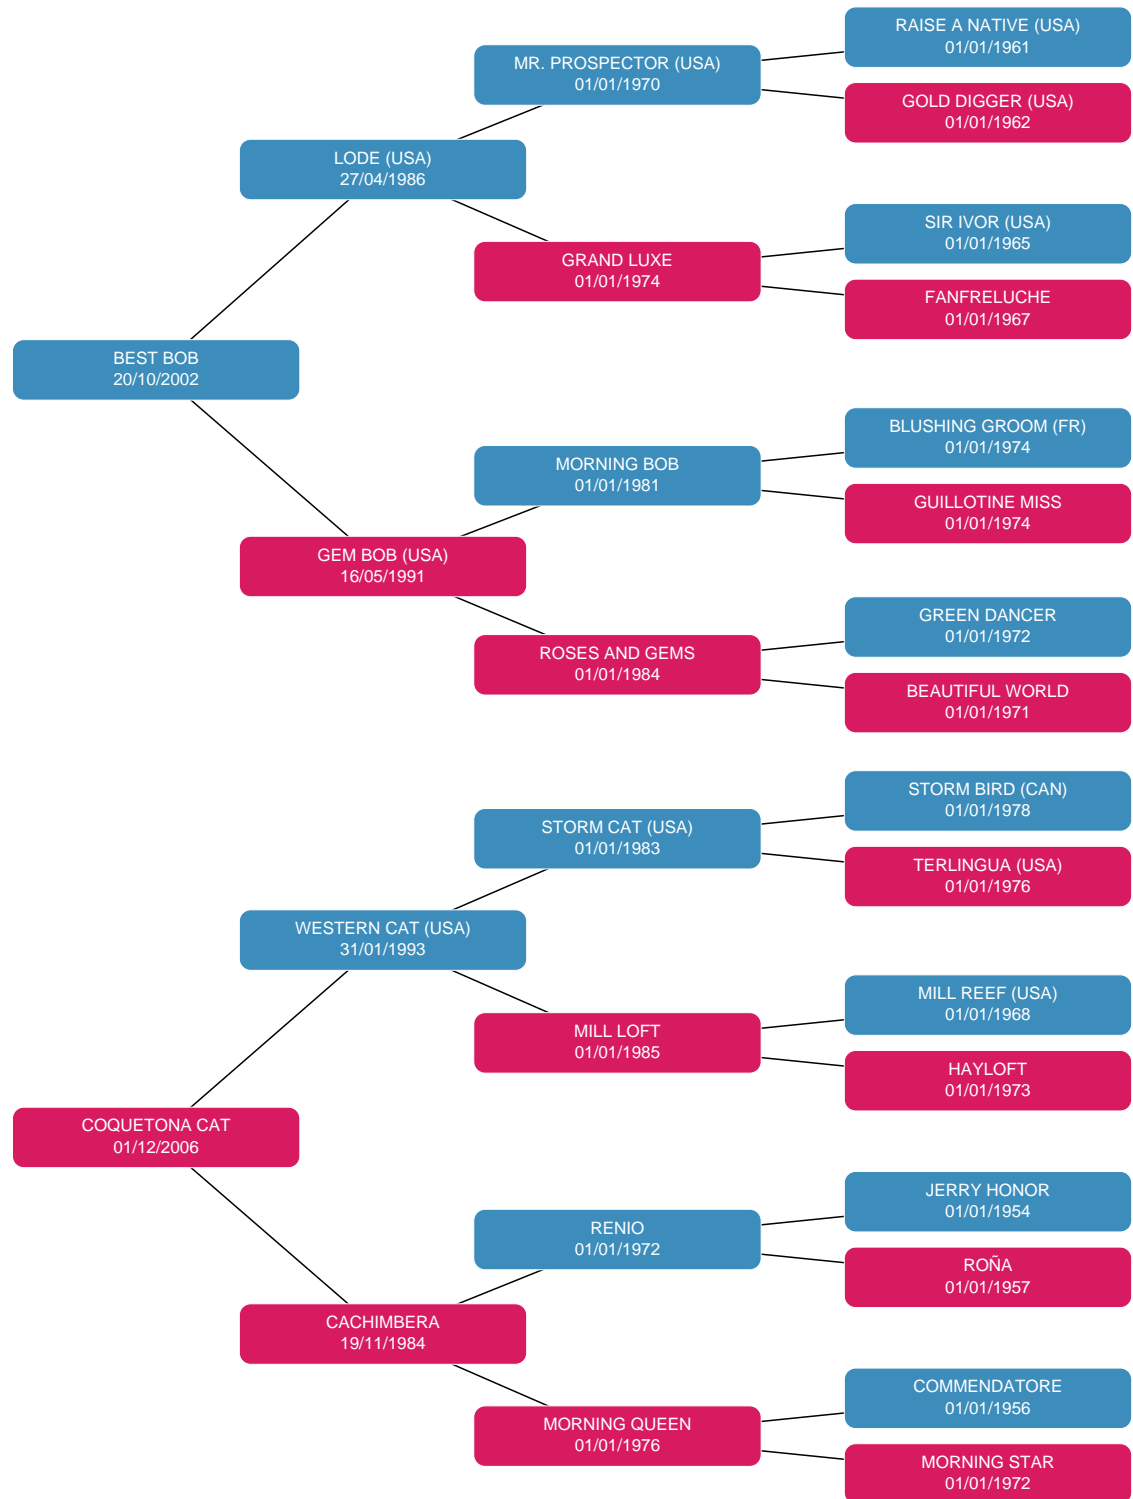 RAISE A NATIVE (USA)
01/01/1961
MR. PROSPECTOR (USA)
01/01/1970
GOLD DIGGER (USA)
01/01/1962
LODE (USA)
27/04/1986
SIR IVOR (USA)
01/01/1965
GRAND LUXE
01/01/1974
FANFRELUCHE
01/01/1967
BEST BOB
20/10/2002
BLUSHING GROOM (FR)
01/01/1974
MORNING BOB
01/01/1981
GUILLOTINE MISS
01/01/1974
GEM BOB (USA)
16/05/1991
GREEN DANCER
01/01/1972
ROSES AND GEMS
01/01/1984
BEAUTIFUL WORLD
01/01/1971
STORM BIRD (CAN)
01/01/1978
STORM CAT (USA)
01/01/1983
TERLINGUA (USA)
01/01/1976
WESTERN CAT (USA)
31/01/1993
MILL REEF (USA)
01/01/1968
MILL LOFT
01/01/1985
HAYLOFT
01/01/1973
COQUETONA CAT
01/12/2006
JERRY HONOR
01/01/1954
RENIO
01/01/1972
ROÑA
01/01/1957
CACHIMBERA
19/11/1984
COMMENDATORE
01/01/1956
MORNING QUEEN
01/01/1976
MORNING STAR
01/01/1972